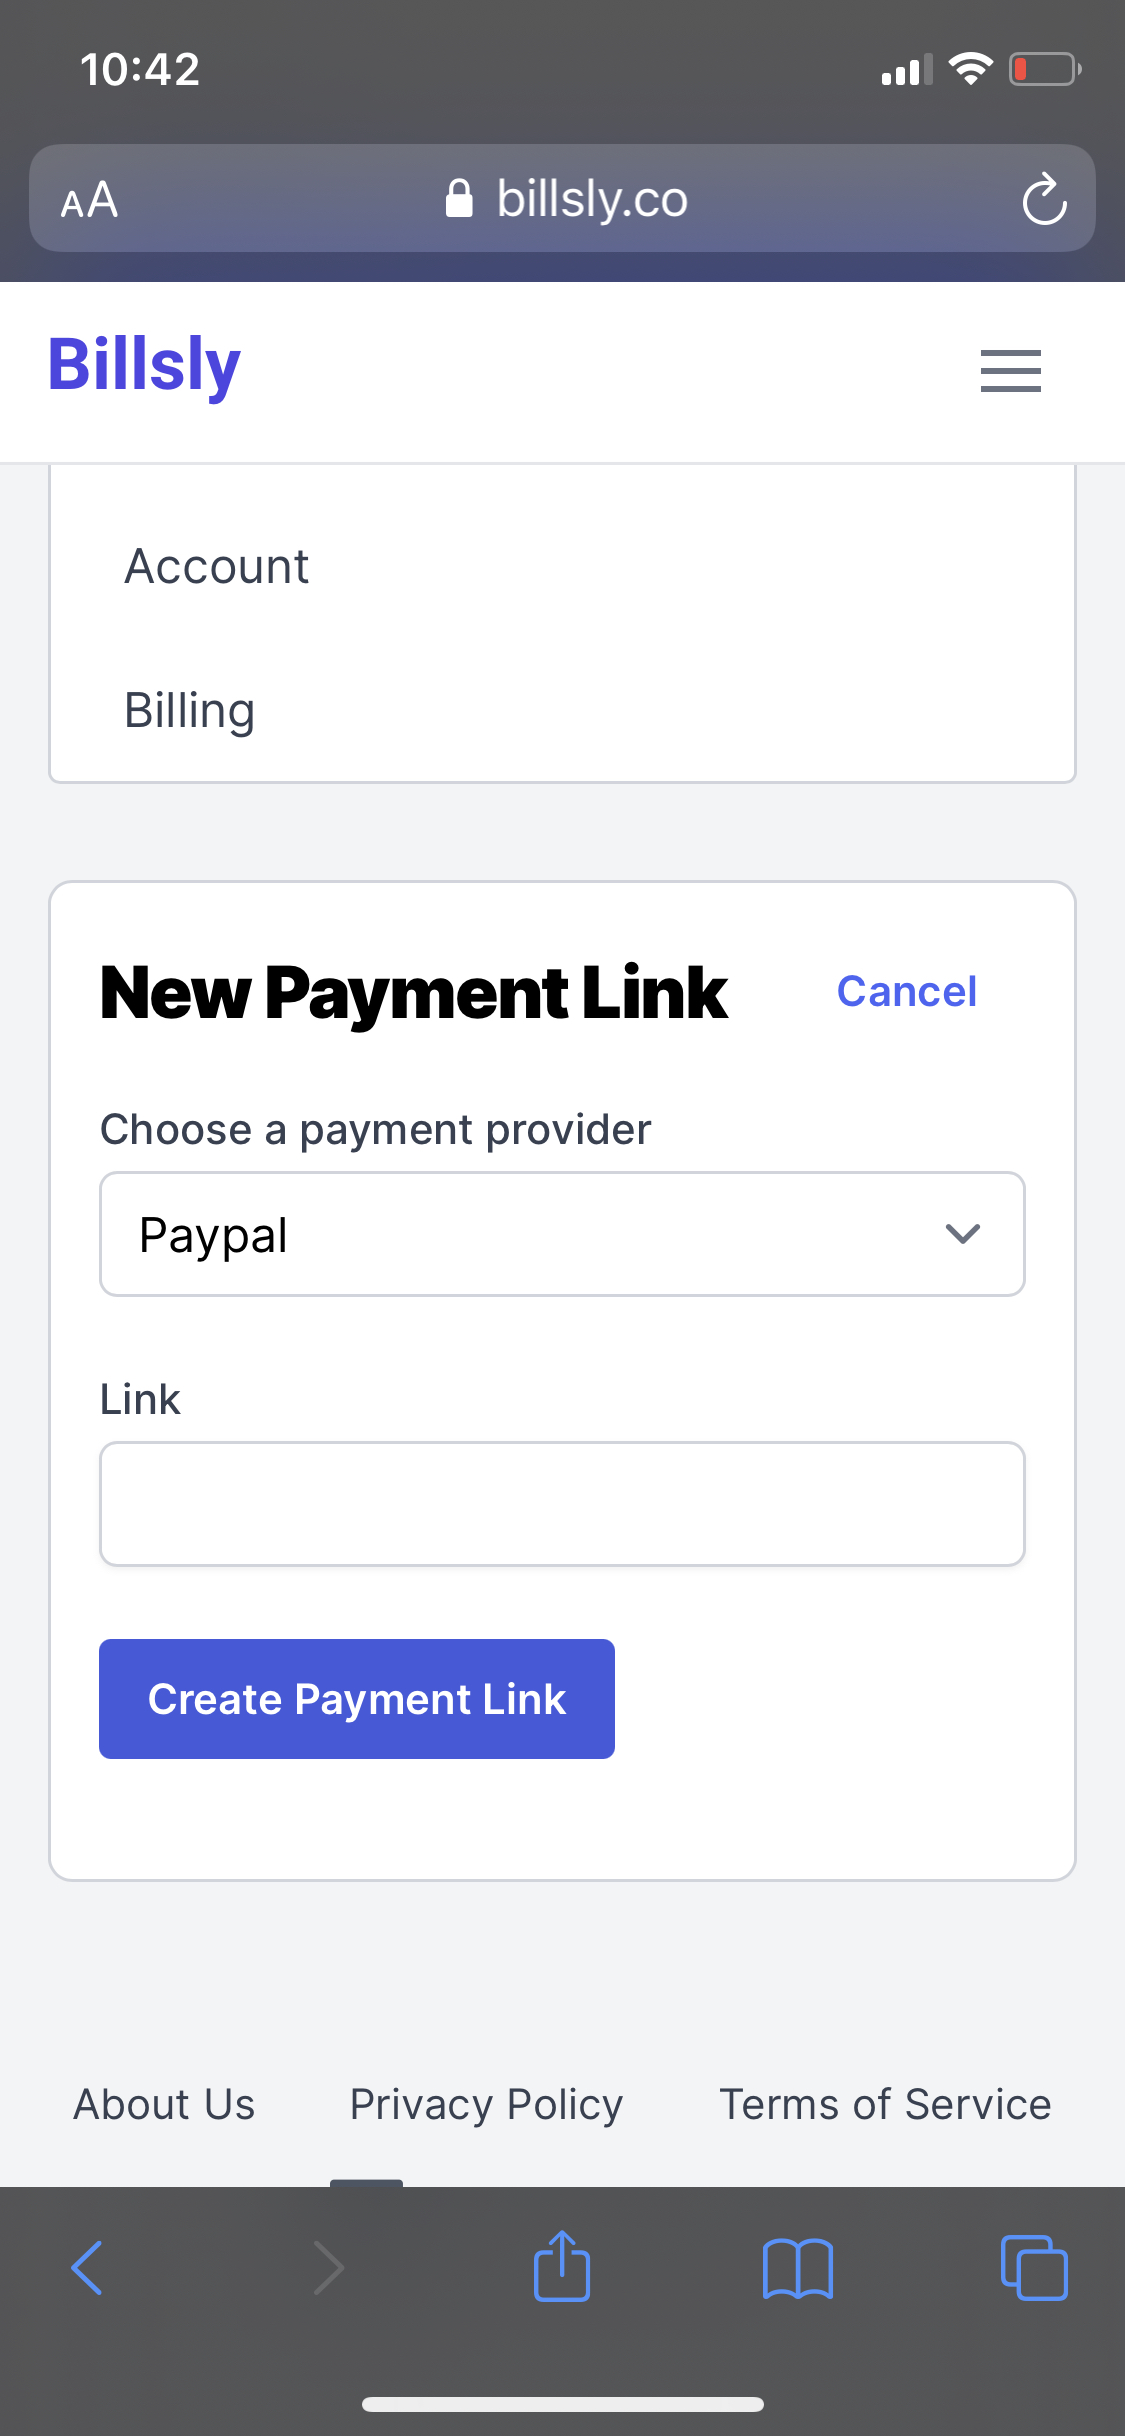 10:42
AA billsly.co
Billsly
Account
Billing
New Payment Link Cancel
Choose a payment provider
Paypal
Link
Create Payment Link
About Us Privacy Policy Terms of Service